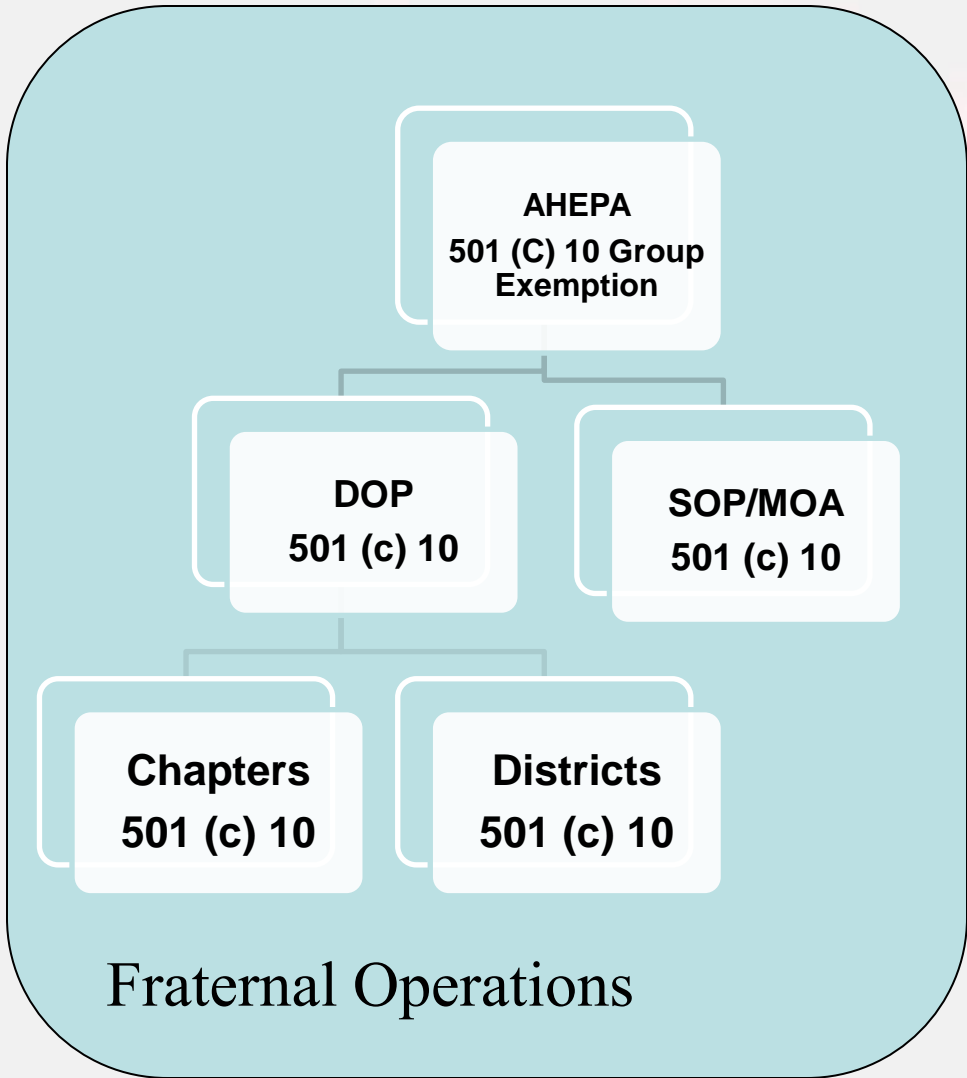 AHEPA
501 (C) 10 Group
Exemption
DOP
501 (c) 10
SOP/MOA
501 (c) 10
Chapters
501 (c) 10
Districts
501 (c) 10
Fraternal Operations